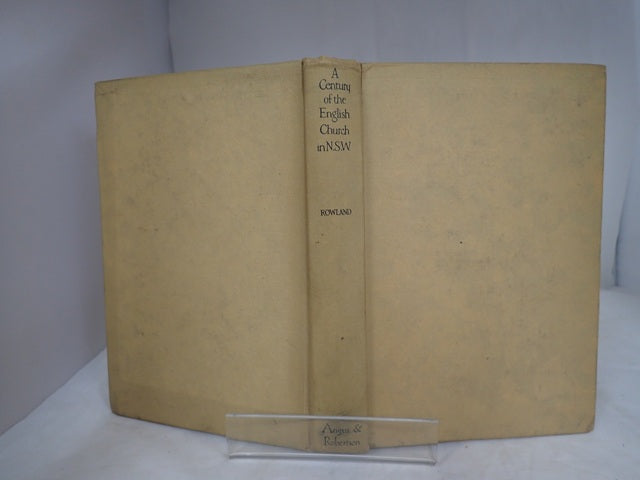 A
Century
of the
English
Church
in N.S.W
ROWLAND
Angus &
Robertson